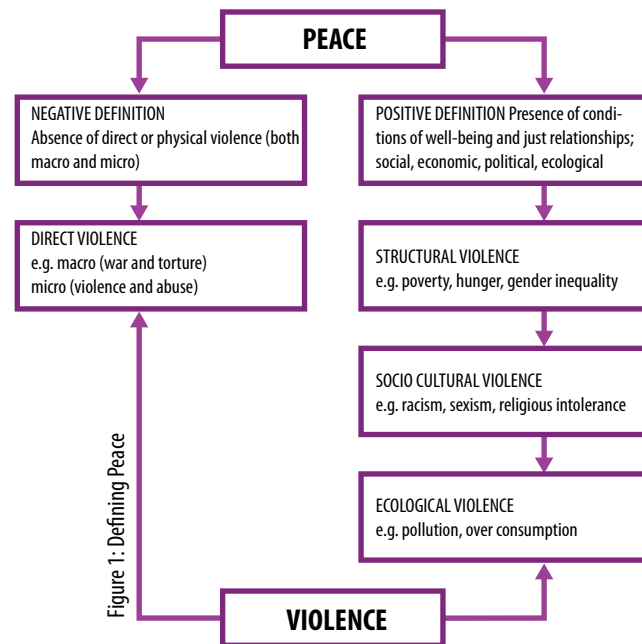 PEACE
NEGATIVE DEFINITION
Absence of direct or physical violence (both
macro and micro)
POSITIVE DEFINITION Presence of condi-
tions of well-being and just relationships;
social, economic, political, ecological
DIRECT VIOLENCE
e.g. macro (war and torture)
micro (violence and abuse)
STRUCTURAL VIOLENCE
e.g. poverty, hunger, gender inequality
SOCIO CULTURAL VIOLENCE
e.g. racism, sexism, religious intolerance
ECOLOGICAL VIOLENCE
e.g. pollution, over consumption
Figure 1: Defining Peace
VIOLENCE